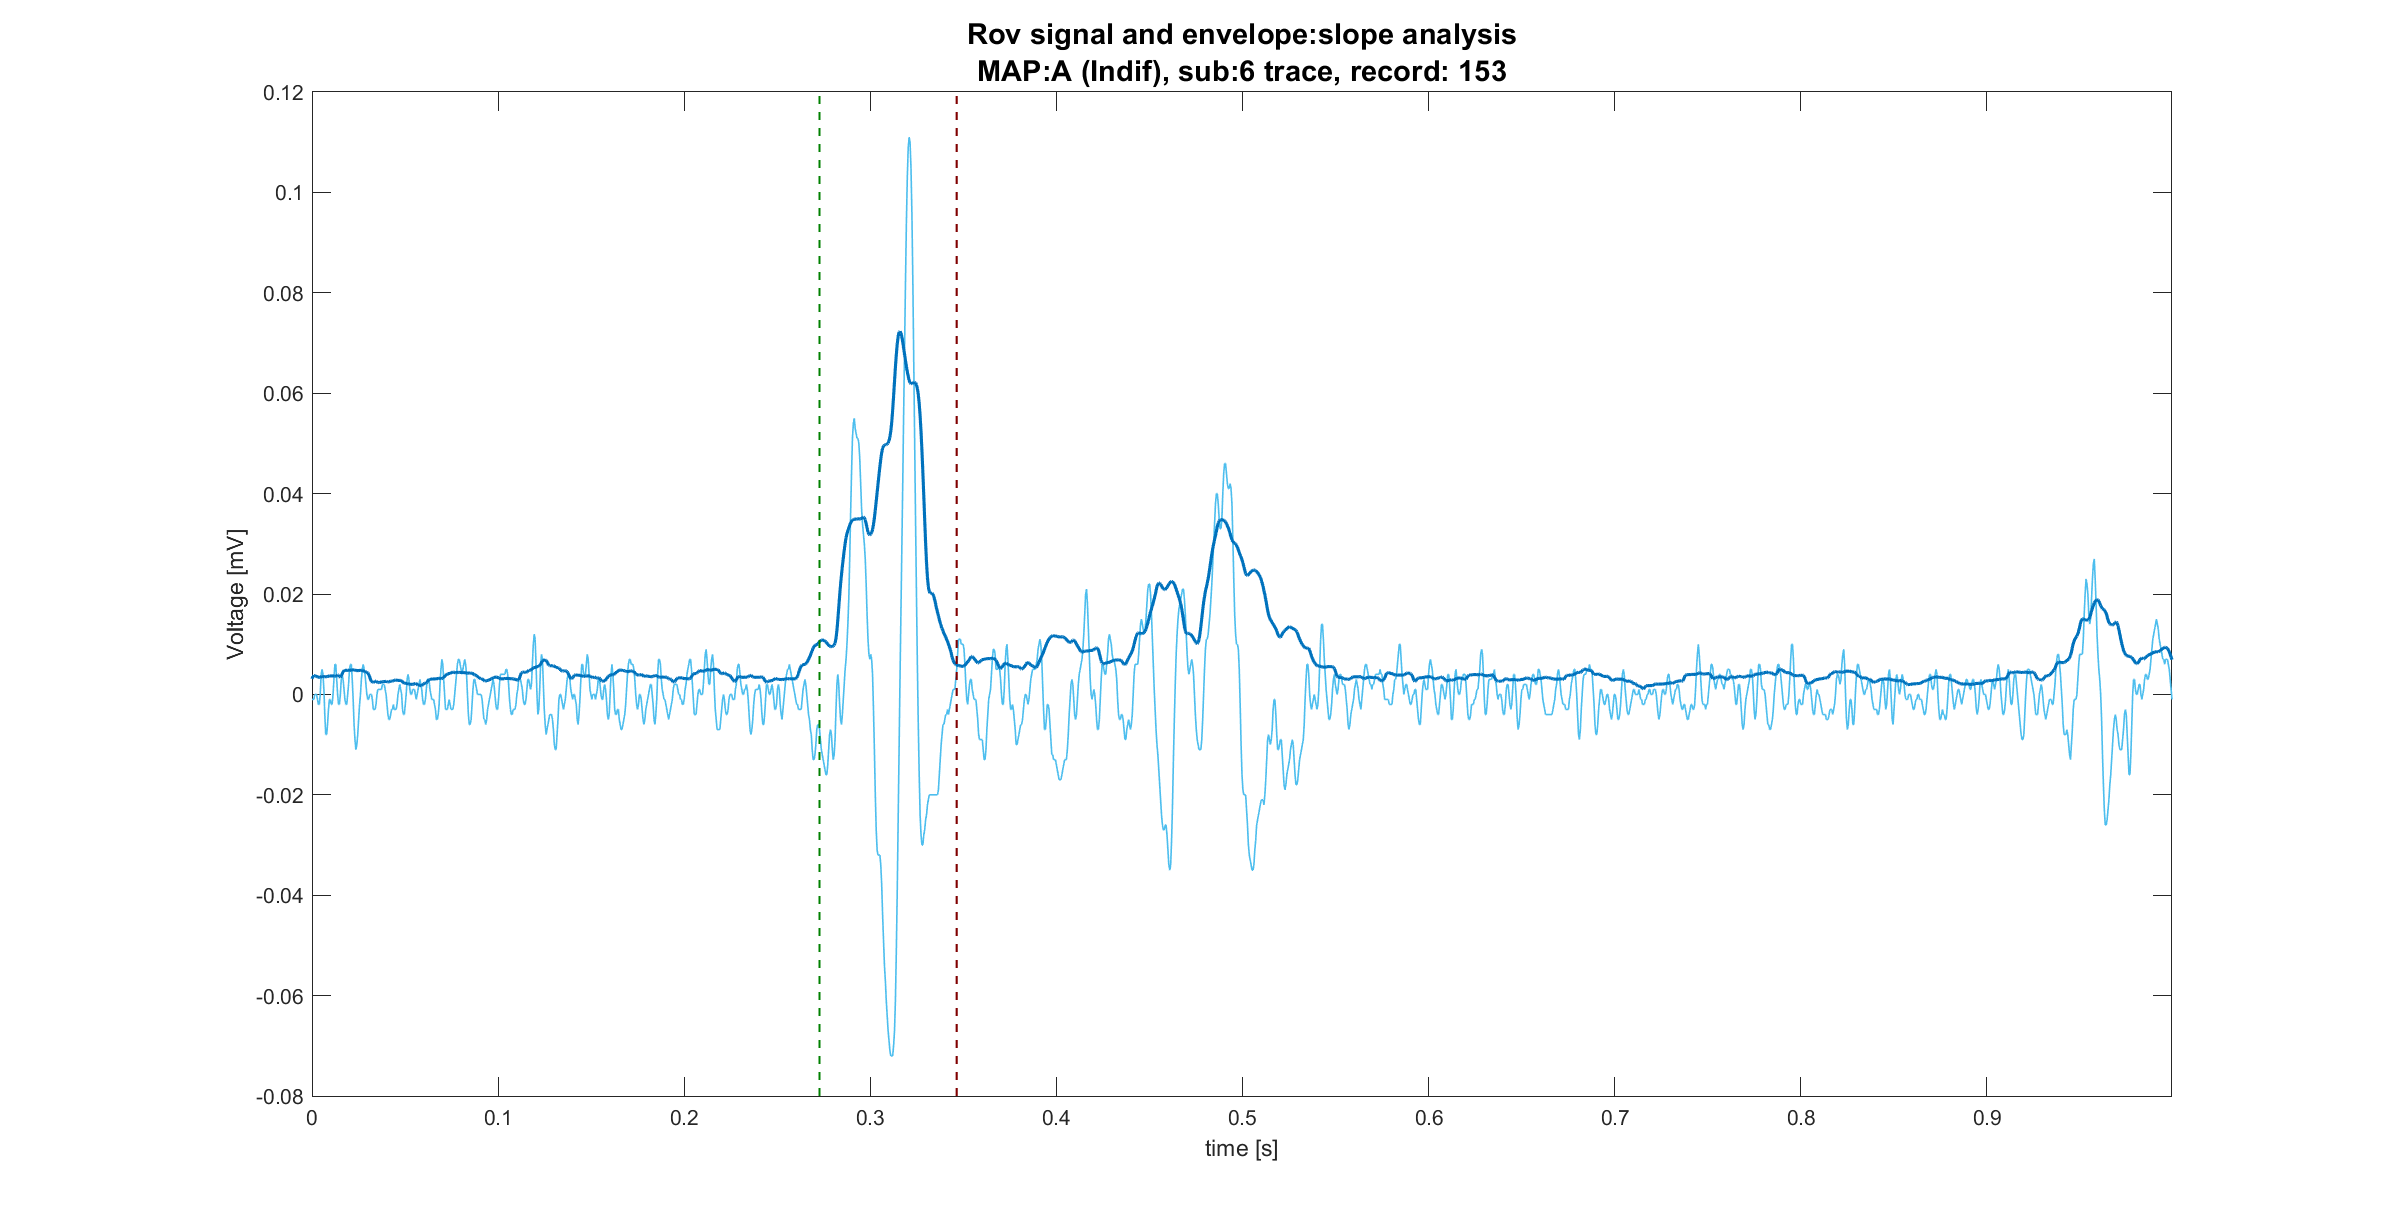 Rov signal and envelope:slope analysis
MAP:A (Indif), sub:6 trace, record: 153
0.12
0.1
0.08
0.06
0.04
0.02
0
-0.02
-0.04
-0.06
-0.08
Voltage [mV]
0 0.1 0.2 0.3 0.4 0.5 0.6 0.7 0.8 0.9
time [s]